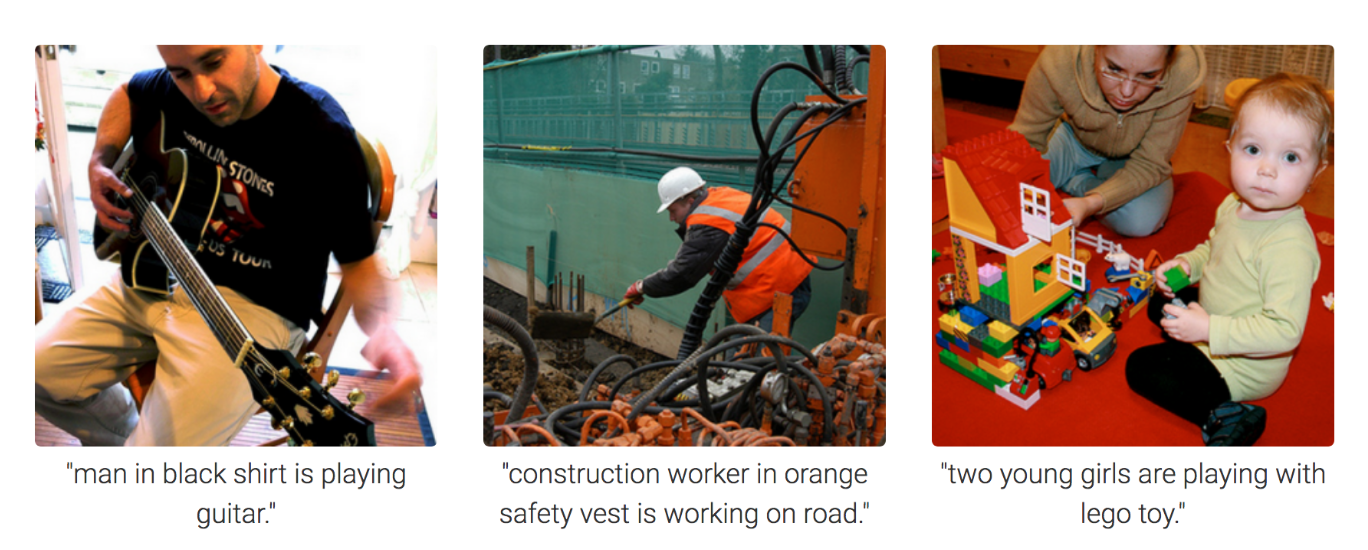 ROLLING STONES
US TOUR
"man in black shirt is playing
guitar."
"construction worker in orange
safety vest is working on road."
"two young girls are playing with
lego toy."